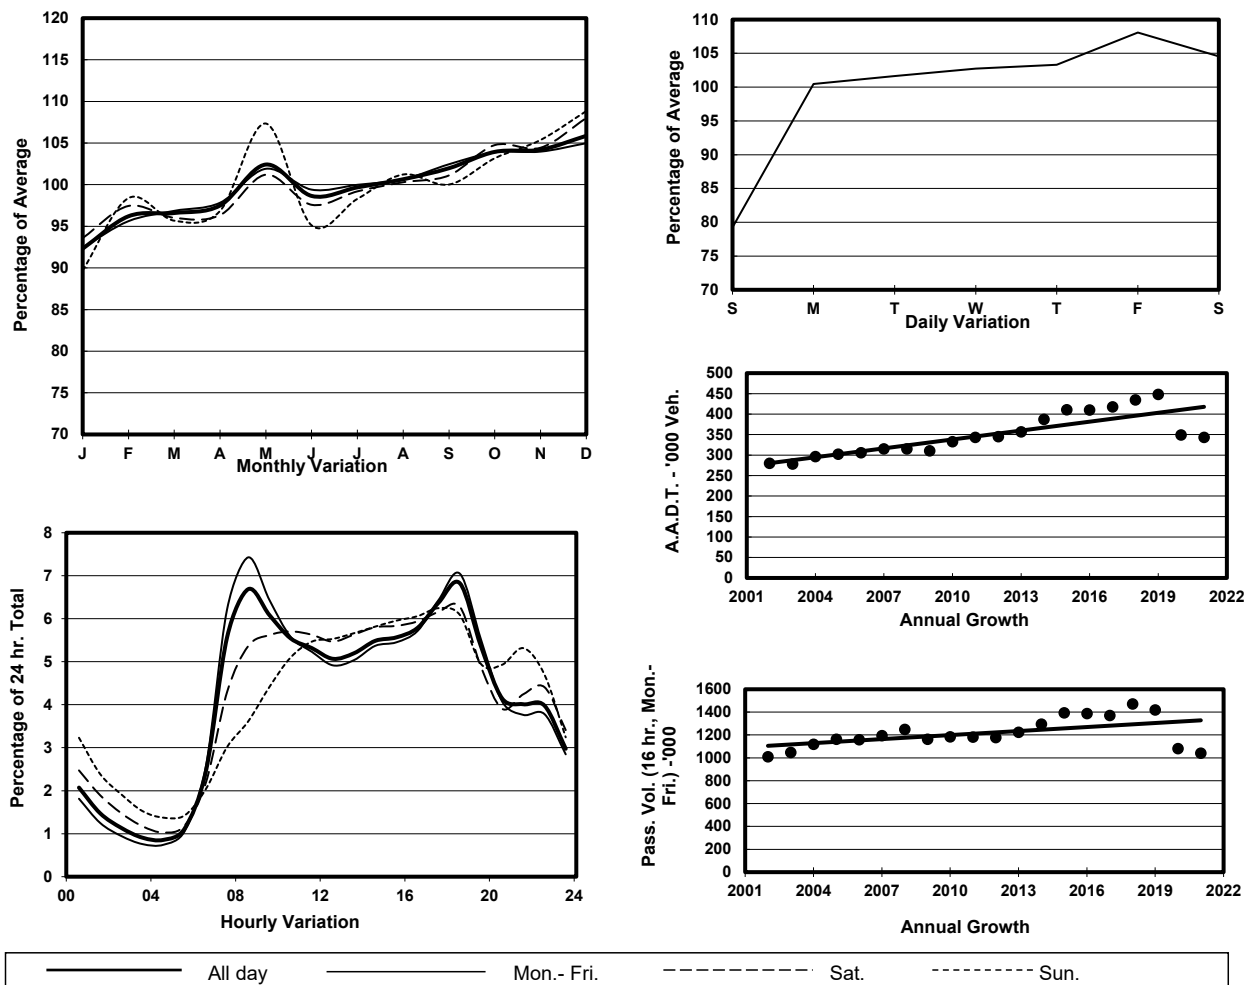 120
115
110
105
100
95
90
85
80
75
70
Percentage of Average
J F M A M J J A S O N D
Monthly Variation
110
105
100
95
90
85
80
75
70
Percentage of Average
S M T W T F S
Daily Variation
500
450
400
350
300
250
200
150
100
50
0
A.A.D.T. - '000 Veh.
2001 2004 2007 2010 2013 2016 2019 2022
Annual Growth
8
7
6
5
4
3
2
1
0
Percentage of 24 hr. Total
00 04 08 12 16 20 24
Hourly Variation
1600
1400
1200
1000
800
600
400
200
0
Pass. Vol. (16 hr., Mon.-
Fri.) -'000
2001 2004 2007 2010 2013 2016 2019 2022
Annual Growth
All day Mon.- Fri. Sat. Sun.